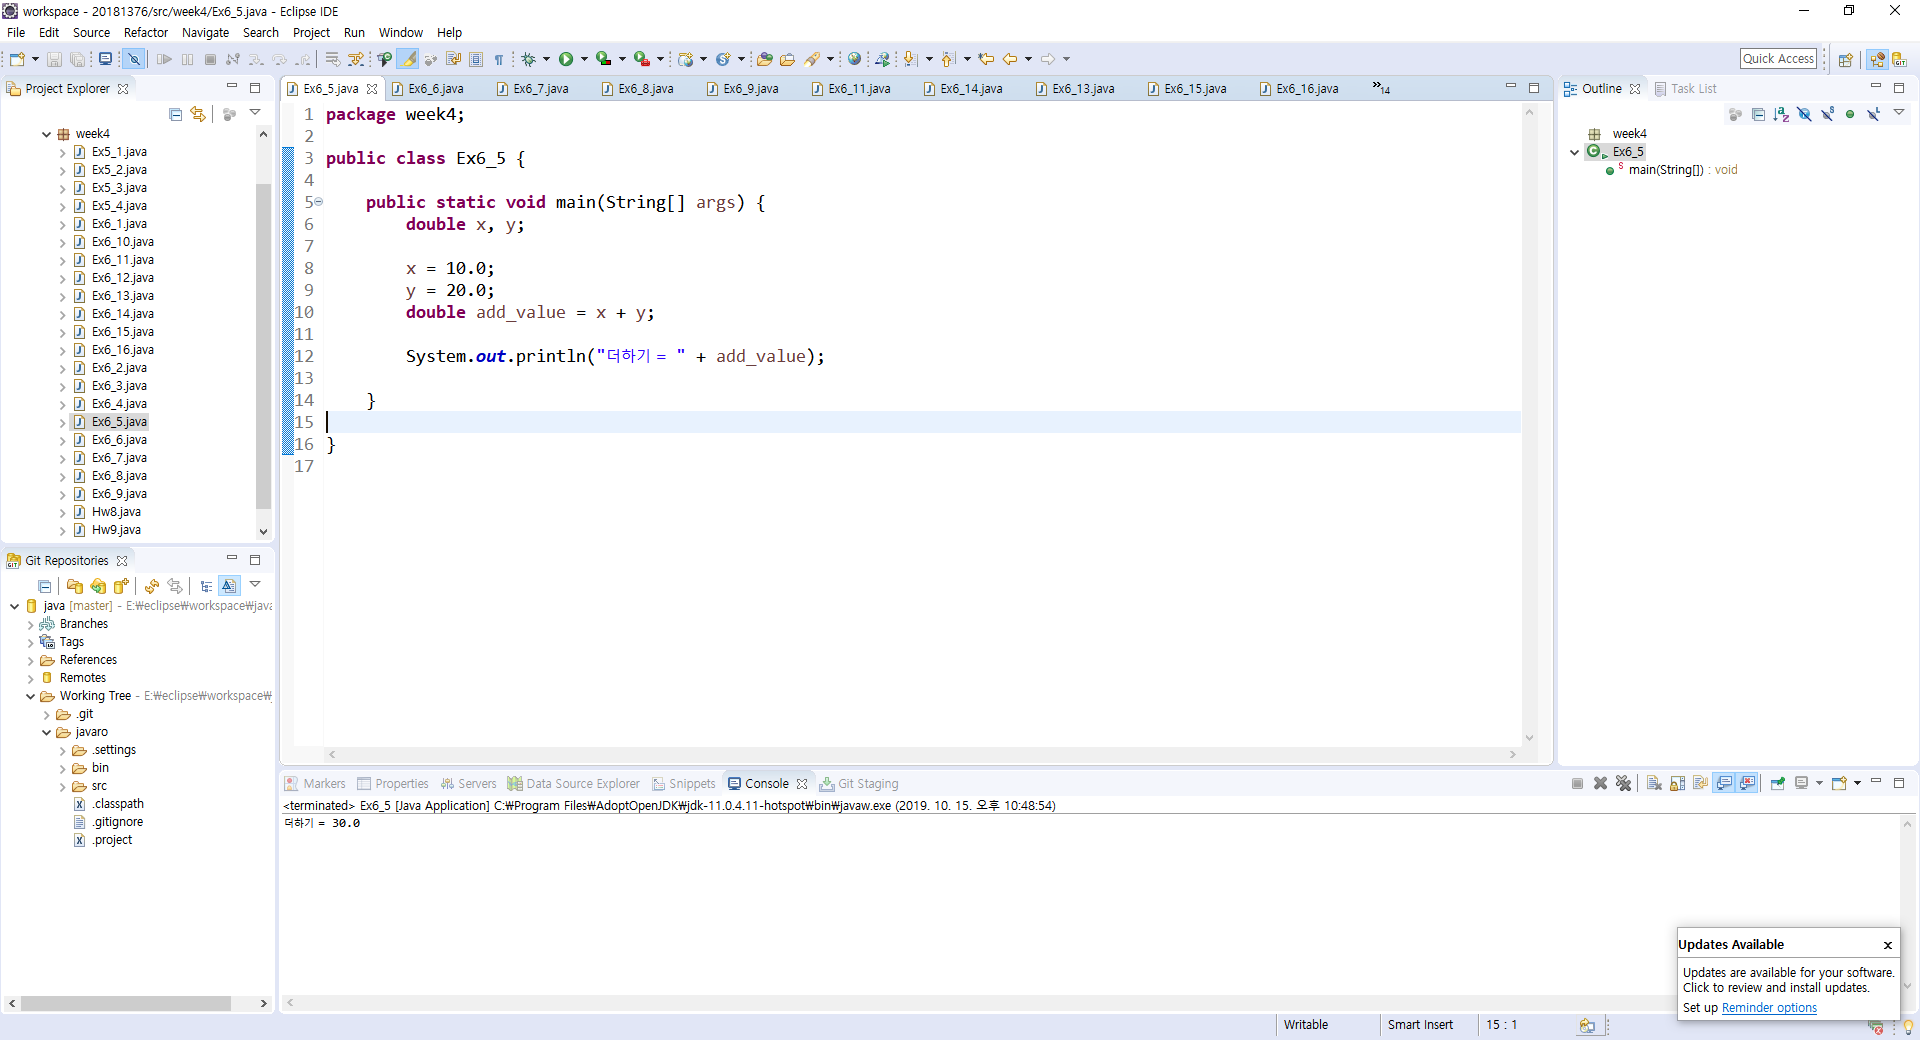 workspace - 20181376/src/week4/Ex6_5.java - Eclipse IDE
File Edit Source Refactor Navigate Search Project Run Window Help
Quick Access
Project Explorer
week4
Ex5_1.java
Ex5_2.java
Ex5_3.java
Ex5_4.java
Ex6_1.java
Ex6_10.java
Ex6_11.java
Ex6_12.java
Ex6_13.java
Ex6_14.java
Ex6_15.java
Ex6_16.java
Ex6_2.java
Ex6_3.java
Ex6_4.java
Ex6_5.java
Ex6_6.java
Ex6_7.java
Ex6_8.java
Ex6_9.java
Hw8.java
Hw9.java
Git Repositories
java [master] - E:₩eclipse₩workspace₩java
Branches
Tags
References
Remotes
Working Tree - E:₩eclipse₩workspace₩
.git
javaro
.settings
bin
src
.classpath
.gitignore
.project
Ex6_5.java Ex6_6.java Ex6_7.java Ex6_8.java Ex6_9.java Ex6_11.java Ex6_14.java Ex6_13.java Ex6_15.java Ex6_16.java »14
1 package week4;
2
3 public class Ex6_5 {
4
5 public static void main(String[] args) {
6 double x, y;
7
8 x = 10.0;
9 y = 20.0;
10 double add_value = x + y;
11
12 System.out.println("더하기 = " + add_value);
13
14 }
15
16 }
17
Outline Task List
week4
Ex6_5
main(String[]) : void
Markers Properties Servers Data Source Explorer Snippets Console Git Staging
<terminated> Ex6_5 [Java Application] C:₩Program Files₩AdoptOpenJDK₩jdk-11.0.4.11-hotspot₩bin₩javaw.exe (2019. 10. 15. 오후 10:48:54)
더하기 = 30.0
Updates Available
Updates are available for your software.
Click to review and install updates.
Set up Reminder options
Writable Smart Insert 15 : 1